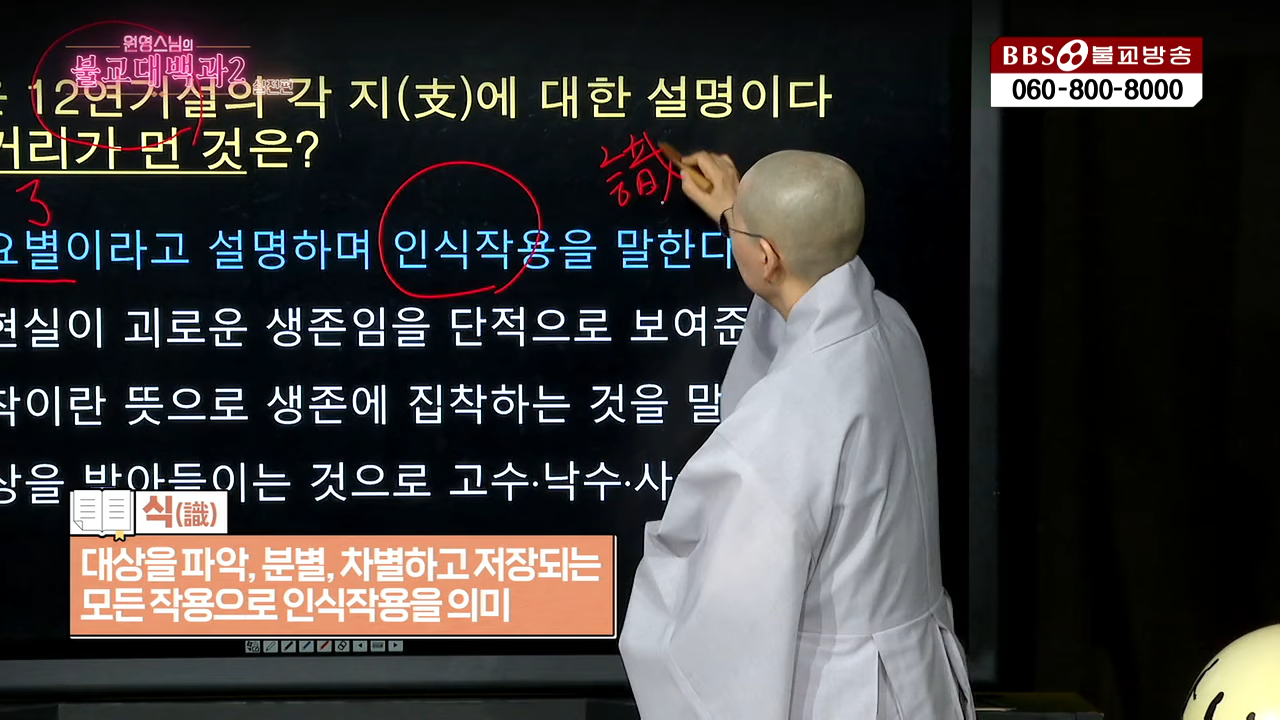 원영스님의
불교대백과2
실전편
BBS 불교방송
060-800-8000
12연기설의 각 지(支)에 대한 설명이다
거리가 먼 것은?
3
識
요별이라고 설명하며 인식작용을 말한다
현실이 괴로운 생존임을 단적으로 보여준
착이란 뜻으로 생존에 집착하는 것을 말
상을 받아들이는 것으로 고수·낙수·사
식(識)
대상을 파악, 분별, 차별하고 저장되는
모든 작용으로 인식작용을 의미